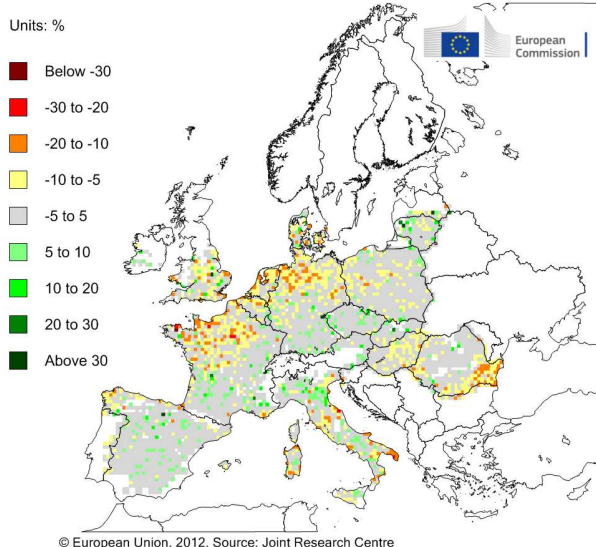 Units: %
European
Commission
Below -30
-30 to -20
-20 to -10
-10 to -5
-5 to 5
5 to 10
10 to 20
20 to 30
Above 30
© European Union, 2012. Source: Joint Research Centre